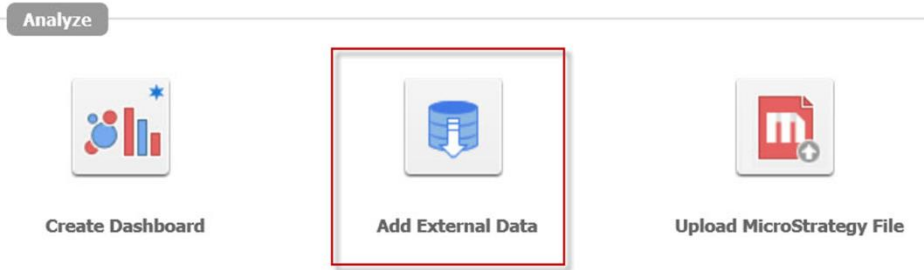 Analyze
Create Dashboard
Add External Data
Upload MicroStrategy File